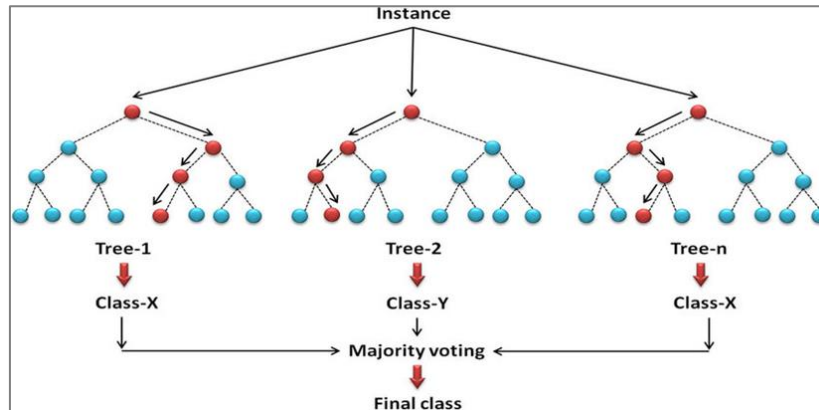 Instance
Tree-1 Tree-2 Tree-n
Class-X Class-Y Class-X
Majority voting
Final class